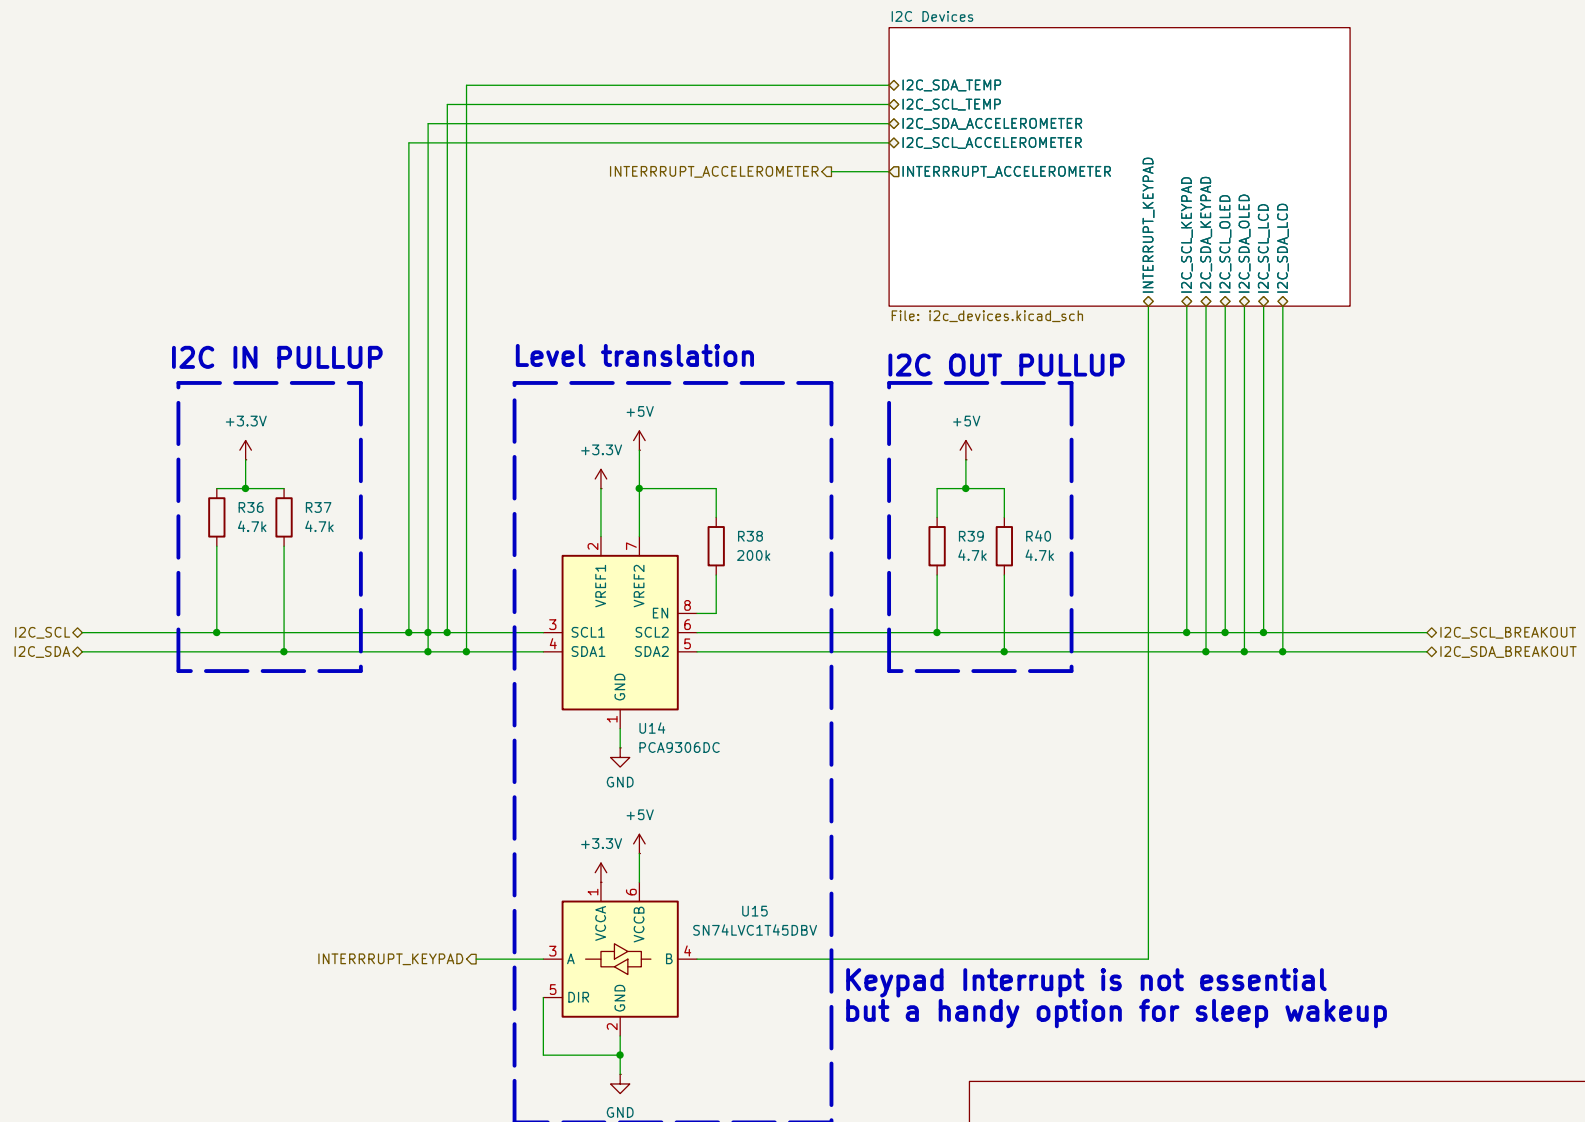 I2C Devices
I2C_SDA_TEMP
I2C_SCL_TEMP
I2C_SDA_ACCELEROMETER
I2C_SCL_ACCELEROMETER
INTERRRUPT_ACCELEROMETER
INTERRRUPT_ACCELEROMETER
INTERRUPT_KEYPAD
I2C_SCL_KEYPAD
I2C_SDA_KEYPAD
I2C_SCL_OLED
I2C_SDA_OLED
I2C_SCL_LCD
I2C_SDA_LCD
File: i2c_devices.kicad_sch
I2C IN PULLUP
+3.3V
R36
4.7k
R37
4.7k
I2C_SCL
I2C_SDA
Level translation
+5V
+3.3V
2
7
VREF1
VREF2
R38
200k
EN
8
3
SCL1
SCL2
6
4
SDA1
SDA2
5
GND
1
U14
PCA9306DC
GND
I2C OUT PULLUP
+5V
R39
4.7k
R40
4.7k
I2C_SCL_BREAKOUT
I2C_SDA_BREAKOUT
+5V
+3.3V
1
6
VCCA
VCCB
U15
SN74LVC1T45DBV
INTERRRUPT_KEYPAD
3
A
B
4
5
DIR
GND
2
GND
Keypad Interrupt is not essential
but a handy option for sleep wakeup